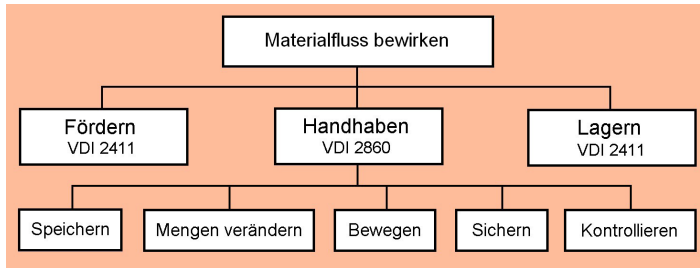 Materialfluss bewirken
Fördern
VDI 2411
Handhaben
VDI 2860
Lagern
VDI 2411
Speichern
Mengen verändern
Bewegen
Sichern
Kontrollieren